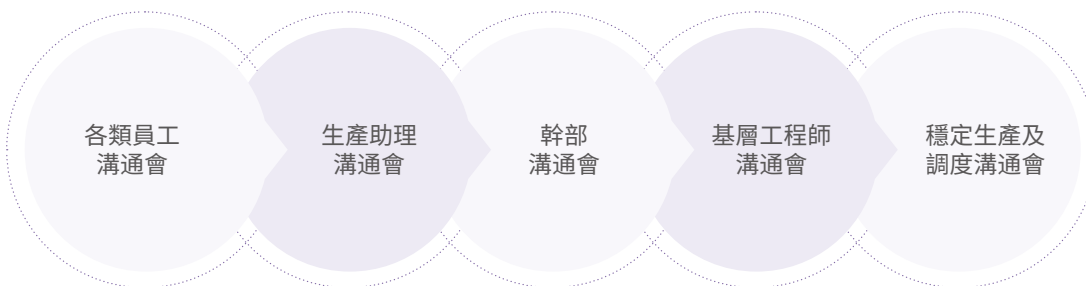 各類員工
溝通會
生產助理
溝通會
幹部
溝通會
基層工程師
溝通會
穩定生產及
調度溝通會